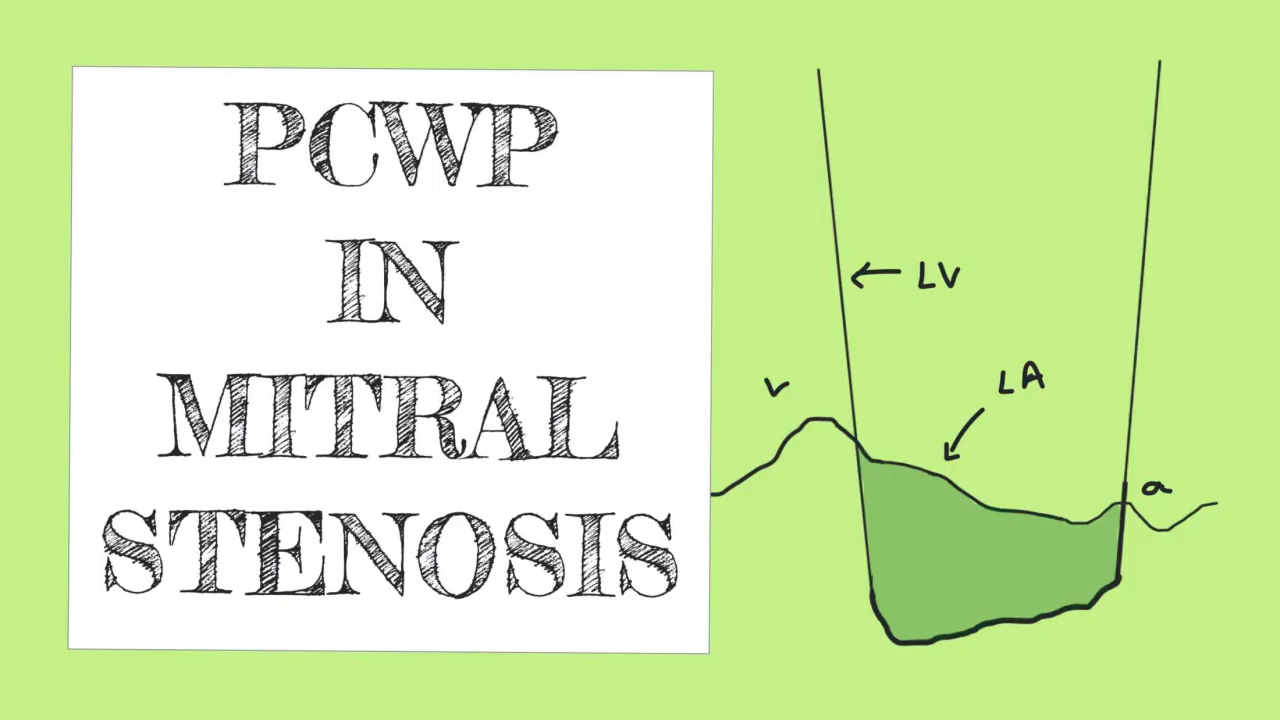 PCWP
IN
MITRAL
STENOSIS
LV
LA
v
a